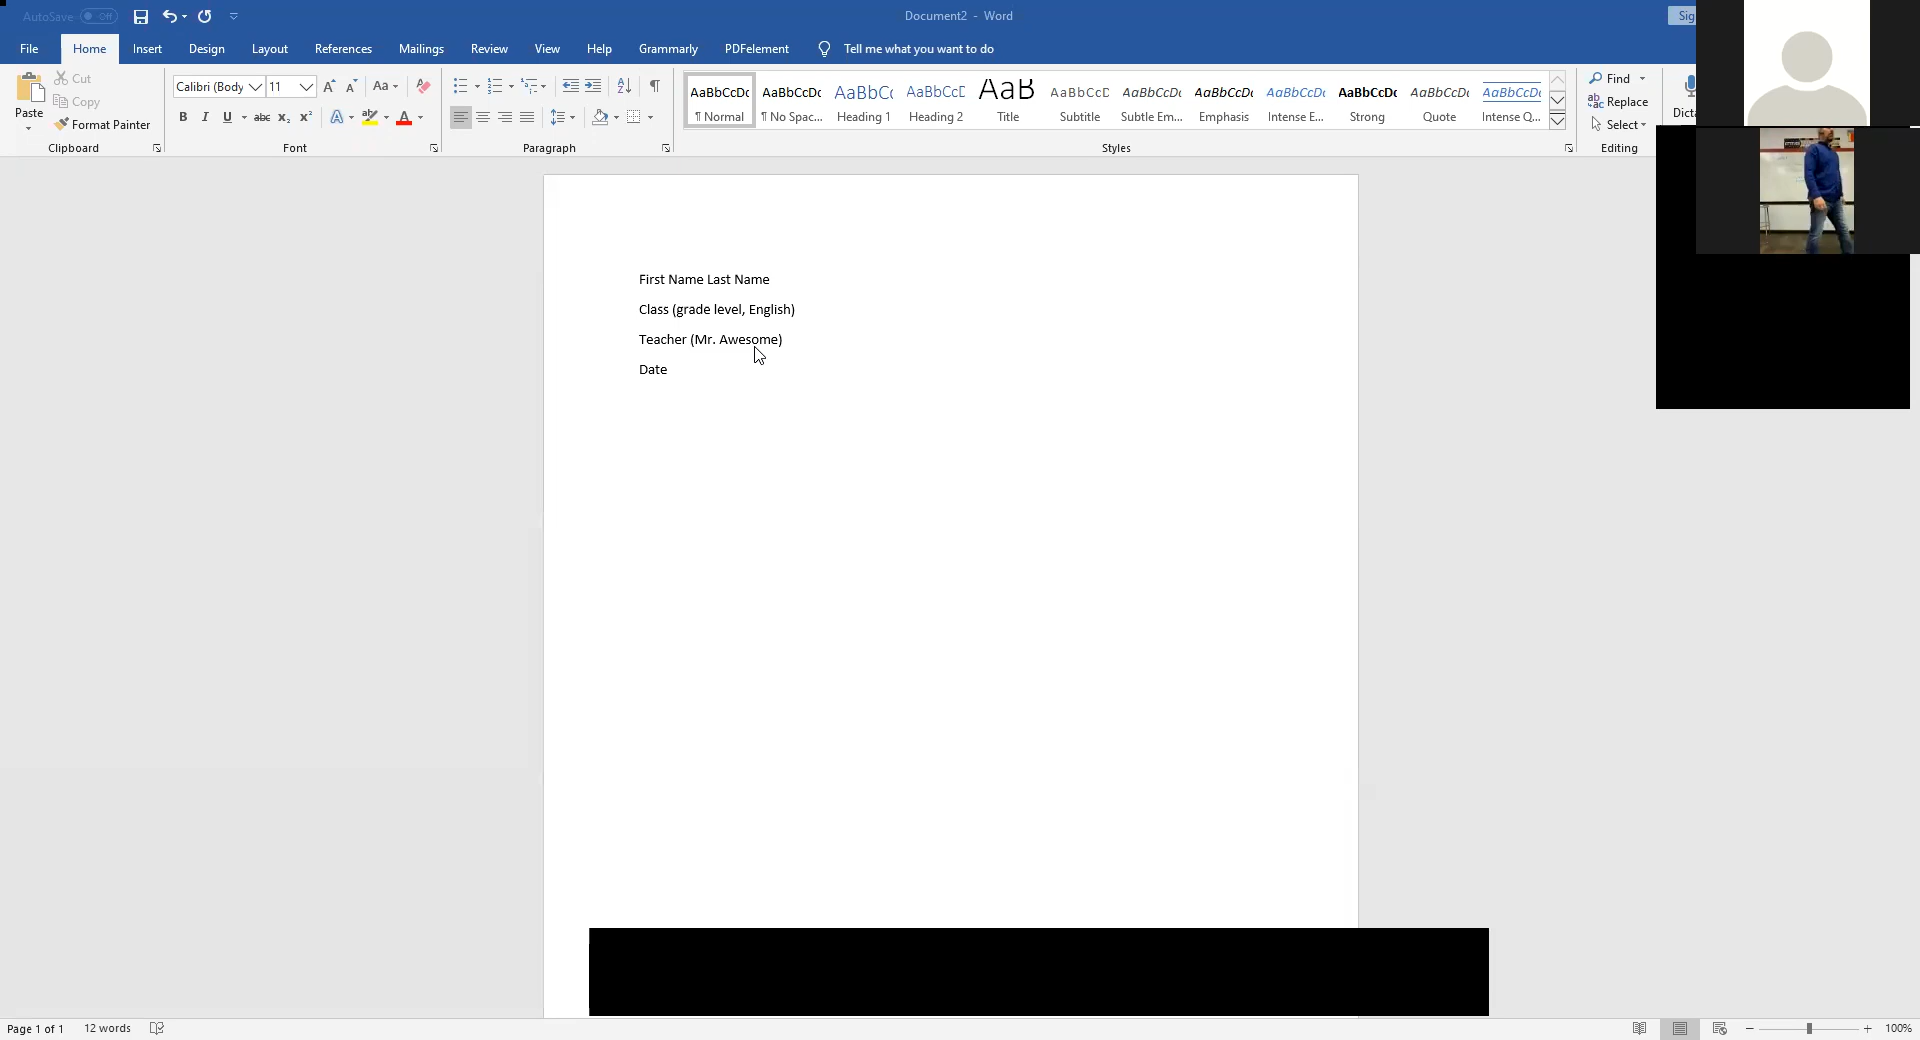 AutoSave Off
Document2 - Word
Sig
File Home Insert Design Layout References Mailings Review View Help Grammarly PDFelement Tell me what you want to do
Paste
Cut
Copy
Format Painter
Clipboard
Calibri (Body 11
Font
Paragraph
AaBbCcDc AaBbCcDc AaBbCc AaBbCcE AaB AaBbCcD AaBbCcDc AaBbCcDc AaBbCcDc AaBbCcDc AaBbCcDc AaBbCcDc
¶ Normal ¶ No Spac... Heading 1 Heading 2 Title Subtitle Subtle Em... Emphasis Intense E... Strong Quote Intense Q...
Styles
Find
Replace
Select
Editing
Dicta
First Name Last Name
Class (grade level, English)
Teacher (Mr. Awesome)
Date
Page 1 of 1 12 words
100%